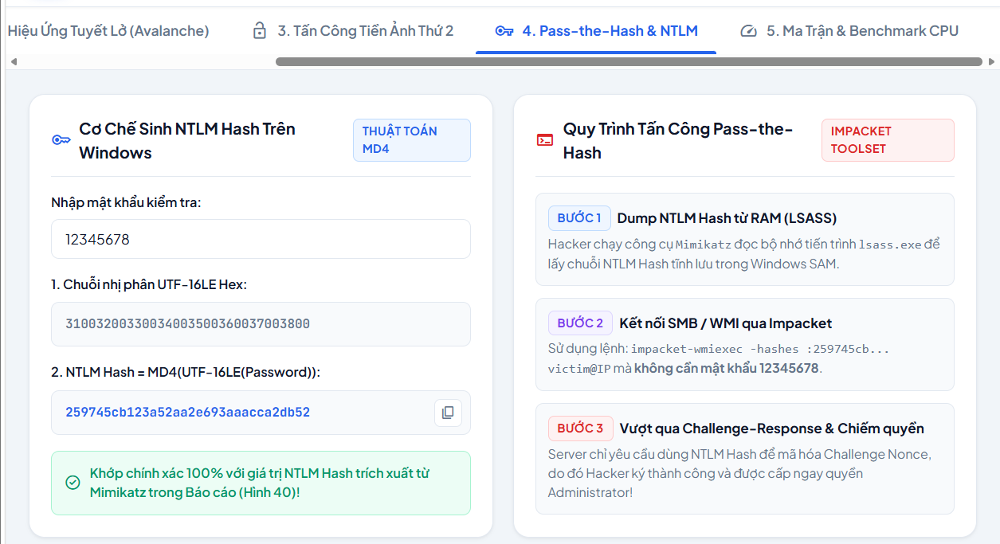 Hiệu Ứng Tuyết Lở (Avalanche)
3. Tấn Công Tiền Ảnh Thứ 2
4. Pass-the-Hash & NTLM
5. Ma Trận & Benchmark CPU
Cơ Chế Sinh NTLM Hash Trên
Windows
THUẬT TOÁN
MD4
Nhập mật khẩu kiểm tra:
12345678
1. Chuỗi nhị phân UTF-16LE Hex:
31003200330034003500360037003800
2. NTLM Hash = MD4(UTF-16LE(Password)):
259745cb123a52aa2e693aaacca2db52
Khớp chính xác 100% với giá trị NTLM Hash trích xuất từ
Mimikatz trong Báo cáo (Hình 40)!
Quy Trình Tấn Công Pass-the-
Hash
IMPACKET
TOOLSET
BƯỚC 1 Dump NTLM Hash từ RAM (LSASS)
Hacker chạy công cụ Mimikatz đọc bộ nhớ tiến trình lsass.exe để
lấy chuỗi NTLM Hash tĩnh lưu trong Windows SAM.
BƯỚC 2 Kết nối SMB / WMI qua Impacket
Sử dụng lệnh: impacket-wmiexec -hashes :259745cb...
victim@IP mà không cần mật khẩu 12345678.
BƯỚC 3 Vượt qua Challenge-Response & Chiếm quyền
Server chỉ yêu cầu dùng NTLM Hash để mã hóa Challenge Nonce,
do đó Hacker ký thành công và được cấp ngay quyền
Administrator!